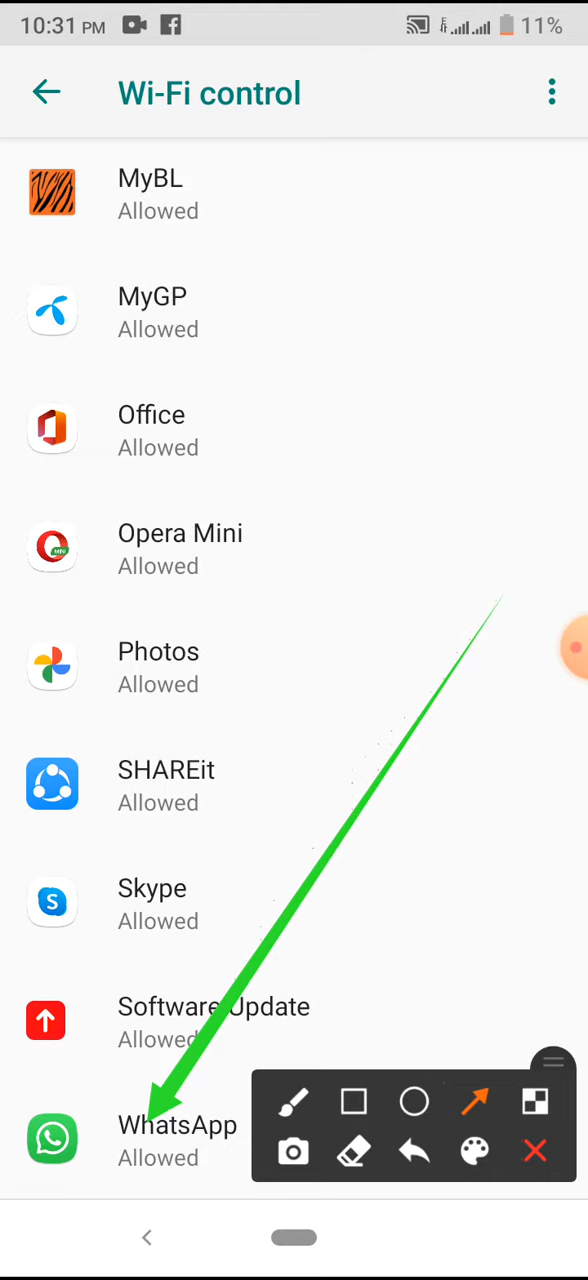 10:31 PM
11%
Wi-Fi control
MyBL
Allowed
MyGP
Allowed
Office
Allowed
Opera Mini
Allowed
Photos
Allowed
SHAREit
Allowed
Skype
Allowed
Software Update
Allowed
WhatsApp
Allowed